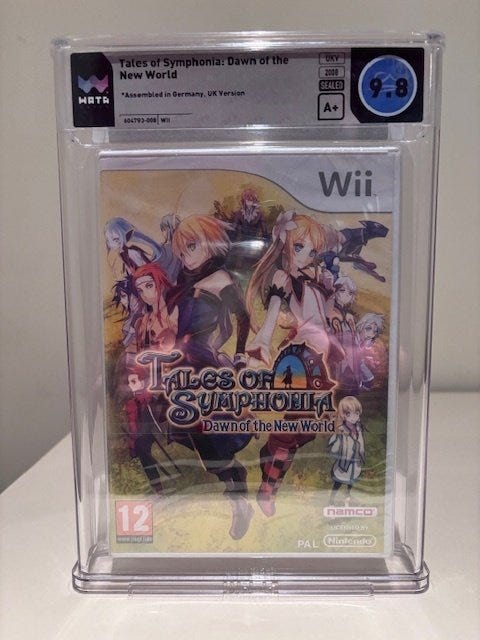 Tales of Symphonia: Dawn of the
New World
*Assembled in Germany, UK Version
604793-008 | Wii
WATA
UKV
2008
SEALED
A+
9.8
Wii
TALES OF
SYMPHONIA
Dawn of the New World
12
www.pegi.info
namco
LICENSED BY
PAL Nintendo